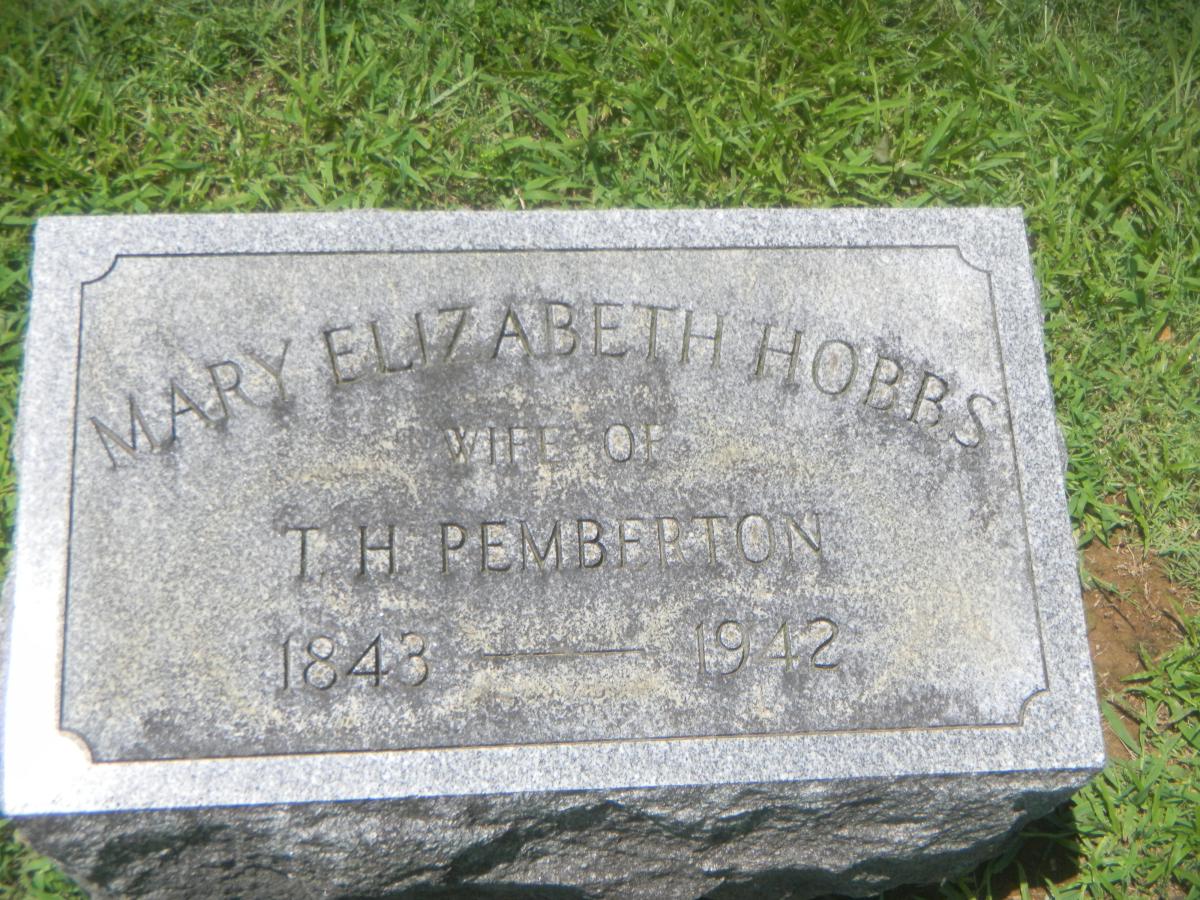 MARY ELIZABETH HOBBS
WIFE OF
T. H. PEMBERTON
1843 — 1942